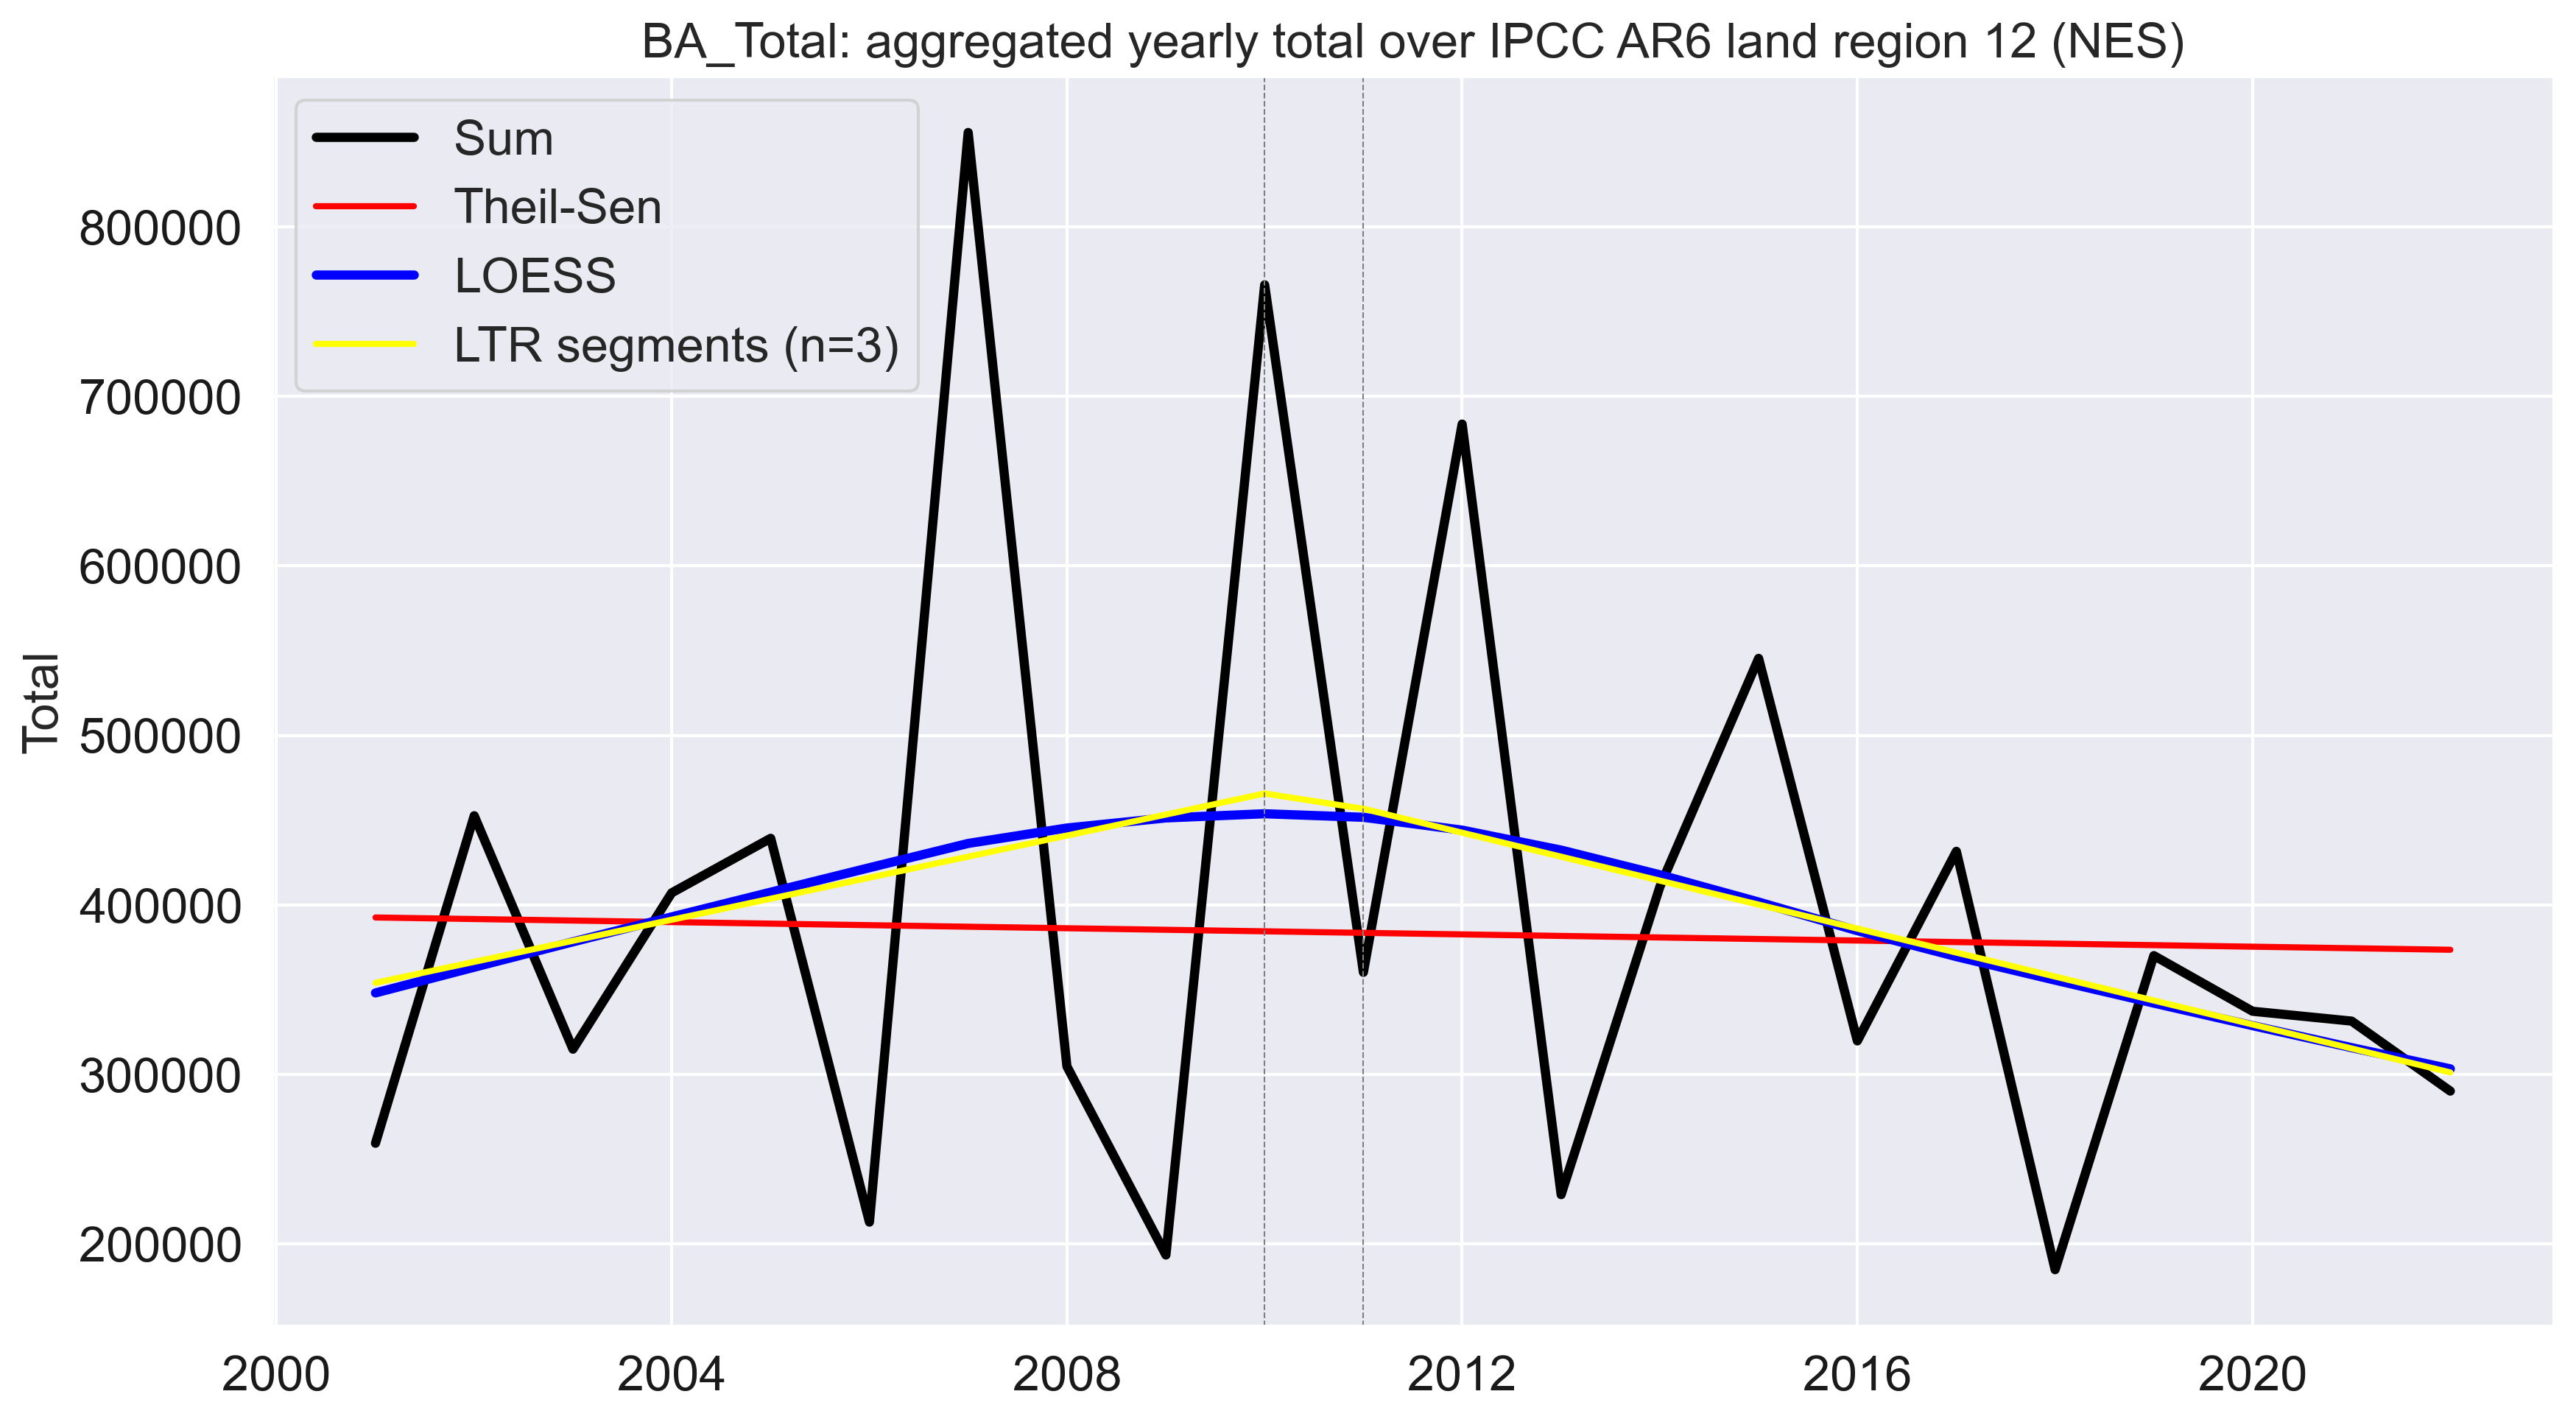 BA_Total: aggregated yearly total over IPCC AR6 land region 12 (NES)
Sum
Theil-Sen
LOESS
LTR segments (n=3)
Total
800000
700000
600000
500000
400000
300000
200000
2000 2004 2008 2012 2016 2020